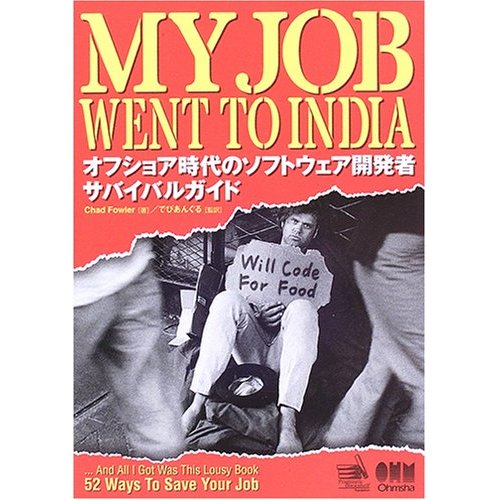 MY JOB
WENT TO INDIA
オフショア時代のソフトウェア開発者
サバイバルガイド
Chad Fowler [著]／でびあんぐる [監訳]
Will Code
For Food
... And All I Got Was This Lousy Book
52 Ways To Save Your Job
Pragmatic
Bookshelf
OHM
Ohmsha